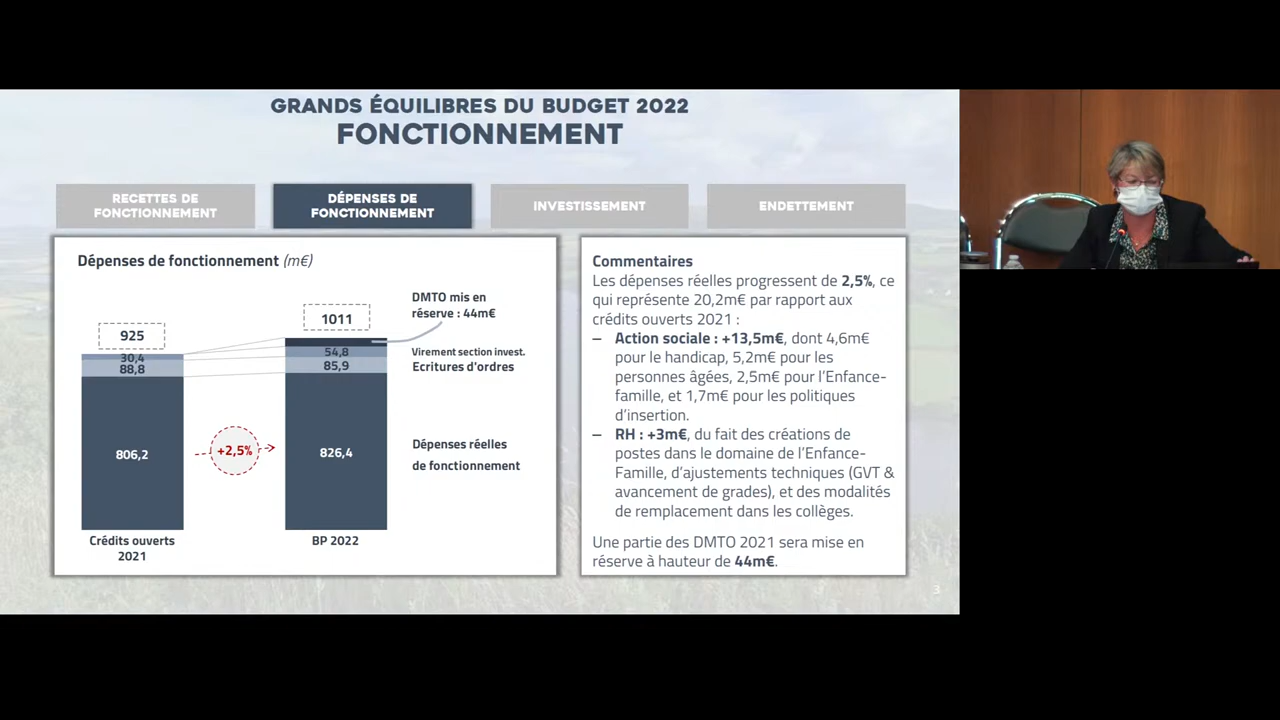 GRANDS ÉQUILIBRES DU BUDGET 2022
FONCTIONNEMENT
RECETTES DE
FONCTIONNEMENT
DÉPENSES DE
FONCTIONNEMENT
INVESTISSEMENT
ENDETTEMENT
Dépenses de fonctionnement (m€)
925
30,4
88,8
806,2
Crédits ouverts
2021
+2,5%
1011
54,8
85,9
826,4
BP 2022
DMTO mis en
réserve : 44m€
Virement section invest.
Ecritures d'ordres
Dépenses réelles
de fonctionnement
Commentaires
Les dépenses réelles progressent de 2,5%, ce
qui représente 20,2m€ par rapport aux
crédits ouverts 2021 :
– Action sociale : +13,5m€, dont 4,6m€
pour le handicap, 5,2m€ pour les
personnes âgées, 2,5m€ pour l'Enfance-
famille, et 1,7m€ pour les politiques
d'insertion.
– RH : +3m€, du fait des créations de
postes dans le domaine de l'Enfance-
Famille, d'ajustements techniques (GVT &
avancement de grades), et des modalités
de remplacement dans les collèges.
Une partie des DMTO 2021 sera mise en
réserve à hauteur de 44m€.
3